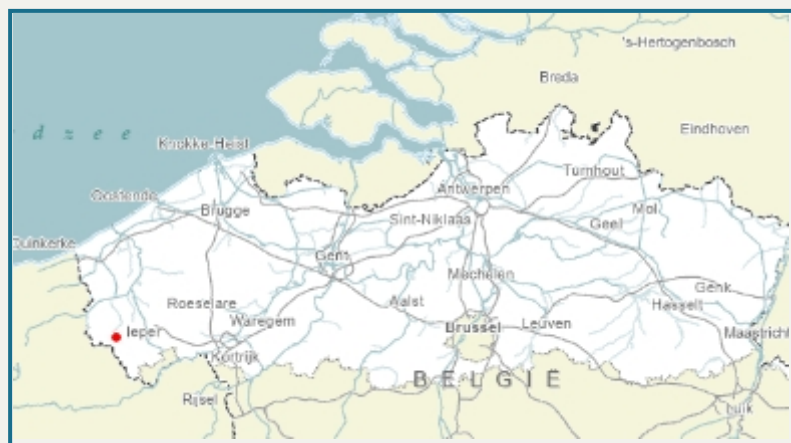 's-Hertogenbosch
Breda
dzee
Eindhoven
Knokke-Heist
Turnhout
Antwerpen
Oostende
Brugge
Mol
Sint-Niklaas
Geel
Duinkerke
Gent
Mechelen
Genk
Roeselare
Aalst
Hasselt
Waregem
Brussel
Leuven
Ieper
Maastricht
Kortrijk
BELGIË
Rijsel
Luik